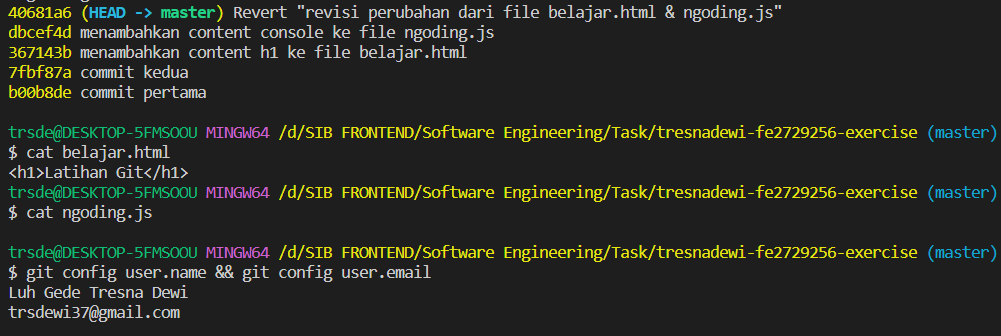 40681a6 (HEAD -> master) Revert "revisi perubahan dari file belajar.html & ngoding.js"
dbcef4d menambahkan content console ke file ngoding.js
367143b menambahkan content h1 ke file belajar.html
7fbf87a commit kedua
b00b8de commit pertama
trsde@DESKTOP-5FMSOOU MINGW64 /d/SIB FRONTEND/Software Engineering/Task/tresnadewi-fe2729256-exercise (master)
$ cat belajar.html
<h1>Latihan Git</h1>
trsde@DESKTOP-5FMSOOU MINGW64 /d/SIB FRONTEND/Software Engineering/Task/tresnadewi-fe2729256-exercise (master)
$ cat ngoding.js
trsde@DESKTOP-5FMSOOU MINGW64 /d/SIB FRONTEND/Software Engineering/Task/tresnadewi-fe2729256-exercise (master)
$ git config user.name && git config user.email
Luh Gede Tresna Dewi
trsdewi37@gmail.com